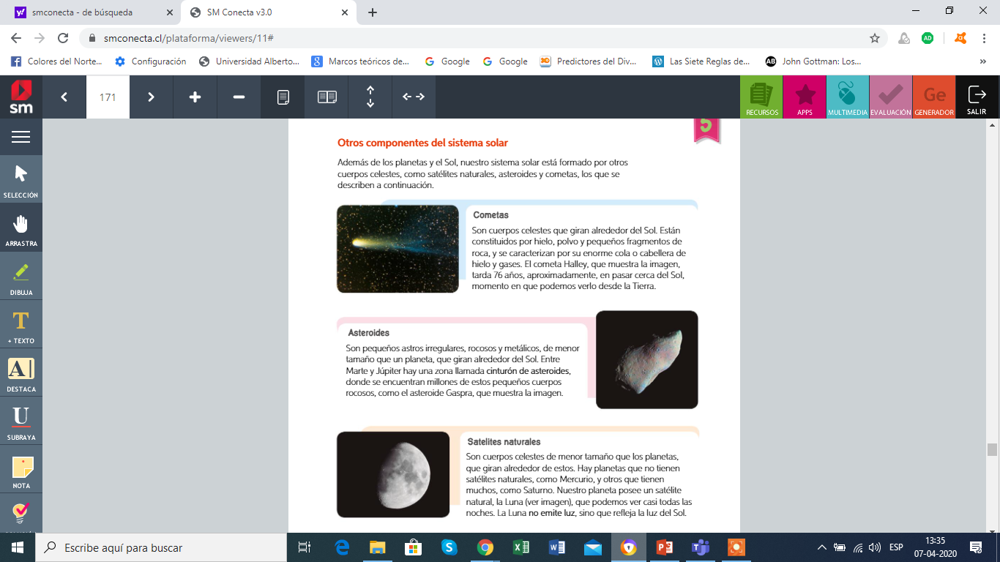 smconecta - de búsqueda
SM Conecta v3.0
smconecta.cl/plataforma/viewers/11#
AD
Colores del Norte...
Configuración
Universidad Alberto...
Marcos teóricos de...
Google
Google
Predictores del Div...
Las Siete Reglas de...
AB
John Gottman: Los...
»
sm
171
RECURSOS
APPS
MULTIMEDIA
EVALUACIÓN
Ge
GENERADOR
SALIR
SELECCIÓN
ARRASTRA
DIBUJA
T
+ TEXTO
A
DESTACA
U
SUBRAYA
NOTA
5
Otros componentes del sistema solar
Además de los planetas y el Sol, nuestro sistema solar está formado por otros
cuerpos celestes, como satélites naturales, asteroides y cometas, los que se
describen a continuación.
Cometas
Son cuerpos celestes que giran alrededor del Sol. Están
constituidos por hielo, polvo y pequeños fragmentos de
roca, y se caracterizan por su enorme cola o cabellera de
hielo y gases. El cometa Halley, que muestra la imagen,
tarda 76 años, aproximadamente, en pasar cerca del Sol,
momento en que podemos verlo desde la Tierra.
Asteroides
Son pequeños astros irregulares, rocosos y metálicos, de menor
tamaño que un planeta, que giran alrededor del Sol. Entre
Marte y Júpiter hay una zona llamada cinturón de asteroides,
donde se encuentran millones de estos pequeños cuerpos
rocosos, como el asteroide Gaspra, que muestra la imagen.
Satelites naturales
Son cuerpos celestes de menor tamaño que los planetas,
que giran alrededor de estos. Hay planetas que no tienen
satélites naturales, como Mercurio, y otros que tienen
muchos, como Saturno. Nuestro planeta posee un satélite
natural, la Luna (ver imagen), que podemos ver casi todas las
noches. La Luna no emite luz, sino que refleja la luz del Sol.
Escribe aquí para buscar
ESP
13:35
07-04-2020